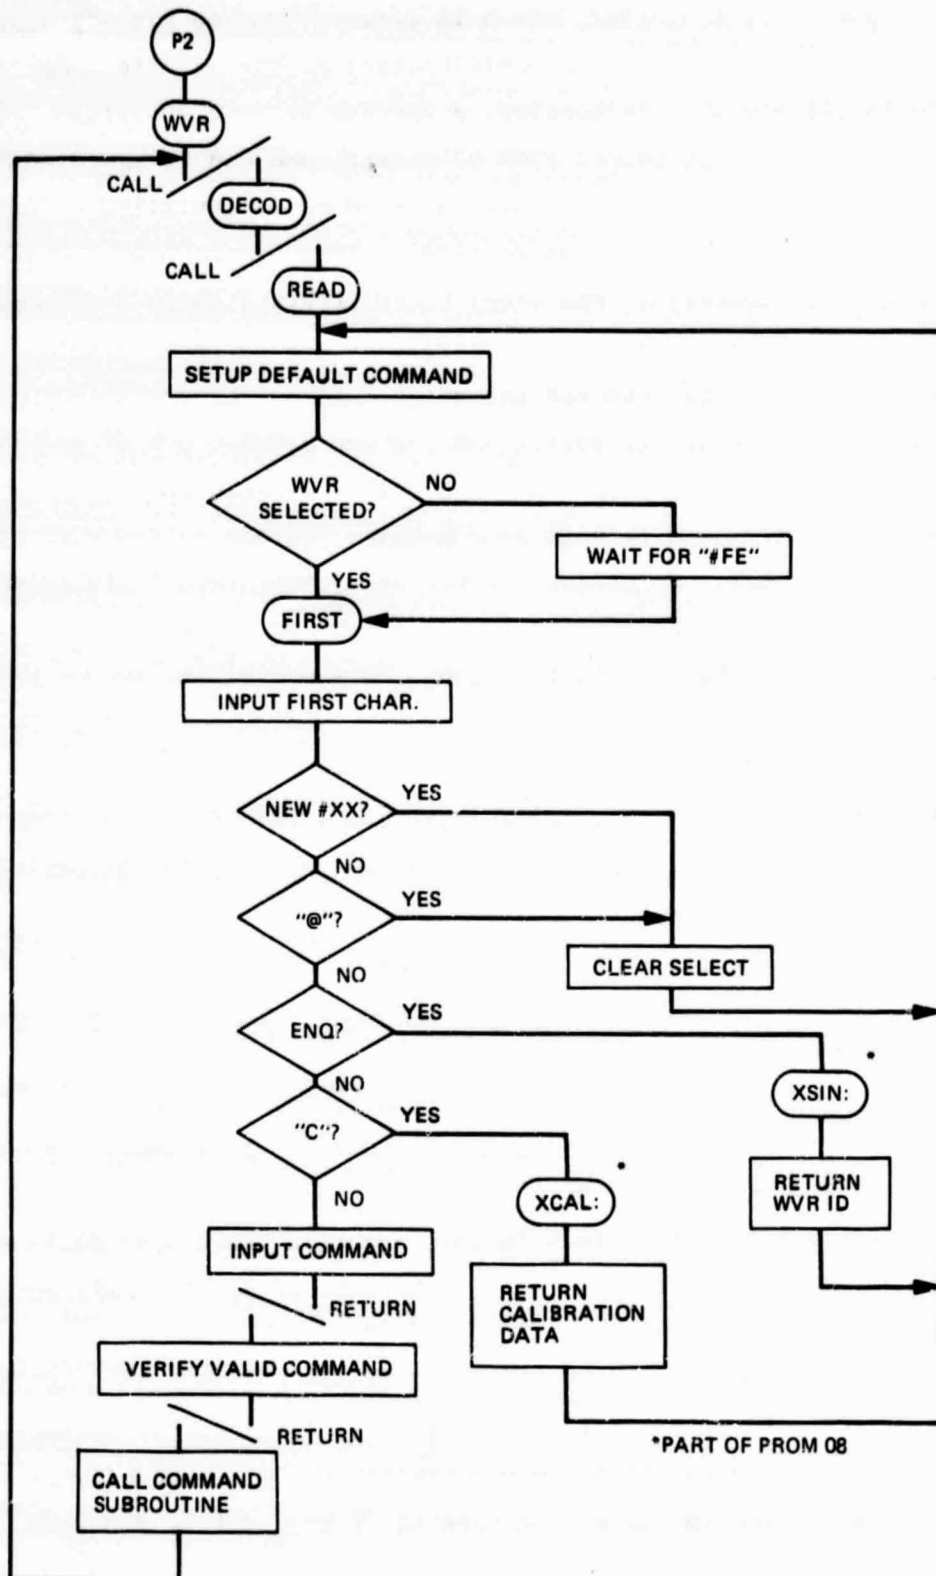 P2
WVR
CALL
DECOD
CALL
READ
SETUP DEFAULT COMMAND
WVR
SELECTED?
NO
WAIT FOR "#FE"
YES
FIRST
INPUT FIRST CHAR.
NEW #XX?
YES
NO
"@"?
YES
CLEAR SELECT
NO
ENQ?
YES
*
XSIN:
RETURN
WVR ID
NO
"C"?
YES
*
XCAL:
RETURN
CALIBRATION
DATA
NO
INPUT COMMAND
RETURN
VERIFY VALID COMMAND
RETURN
*PART OF PROM 08
CALL COMMAND
SUBROUTINE